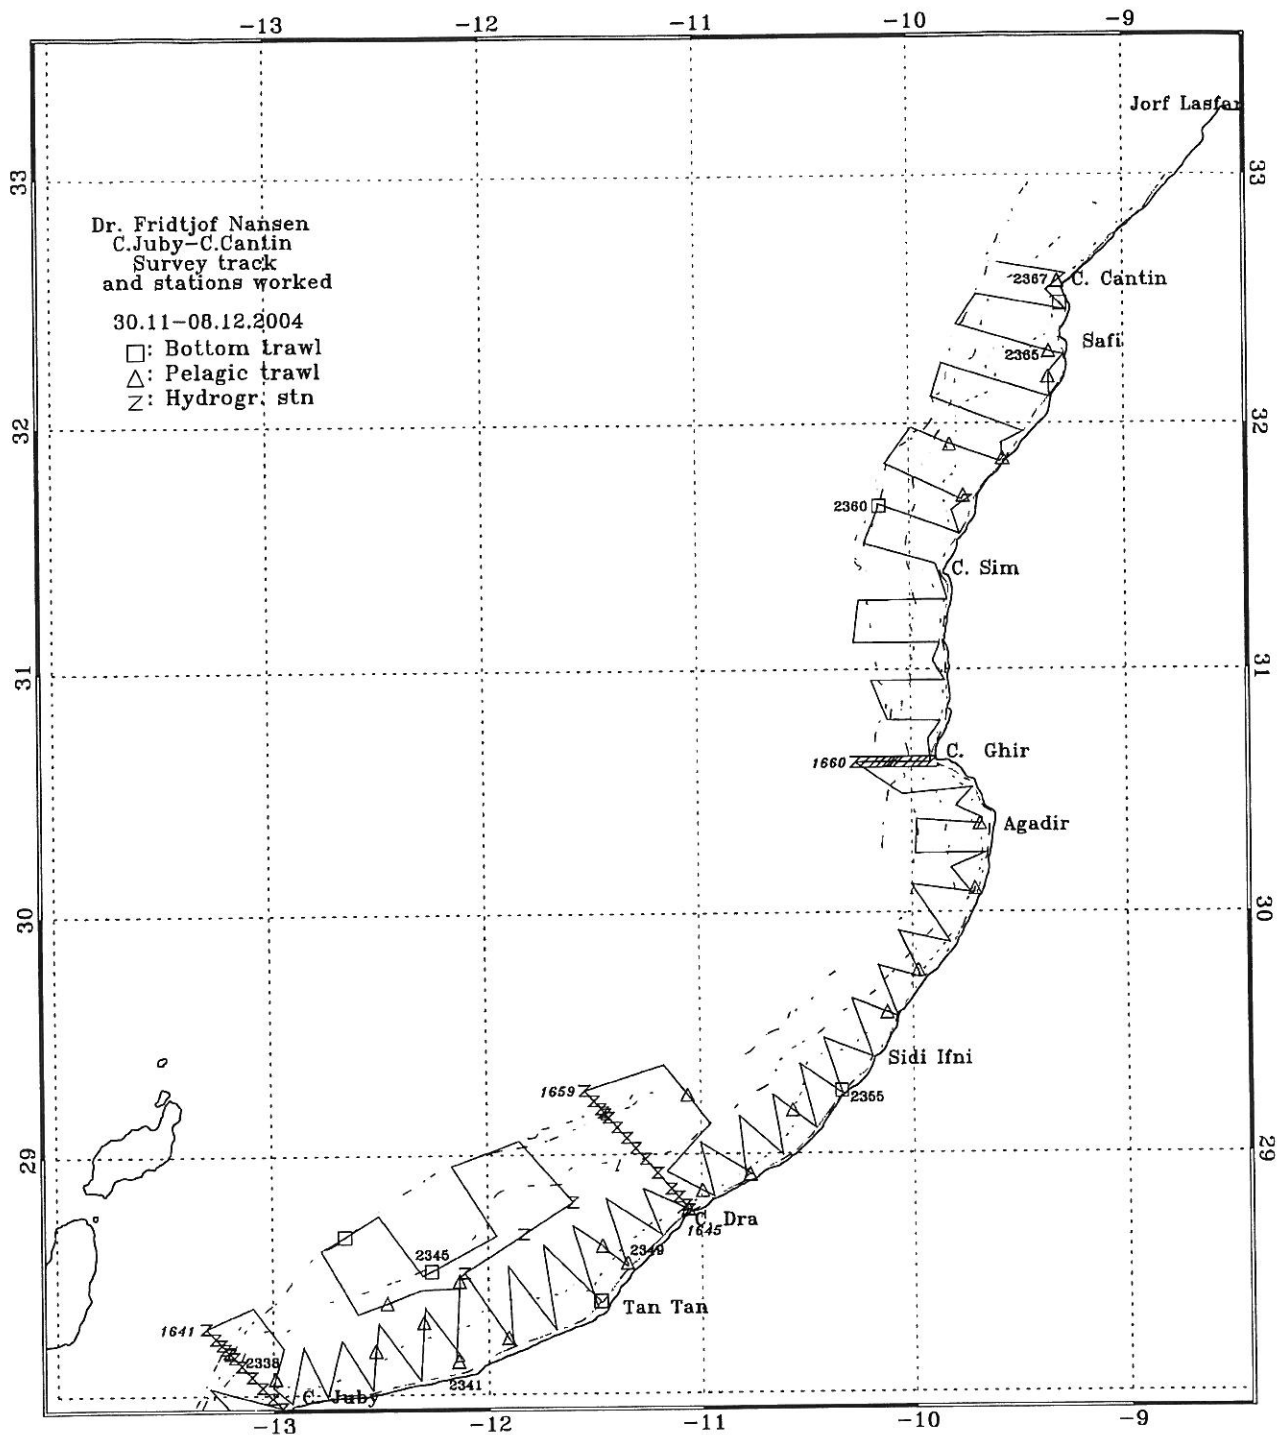 -13 -12 -11 -10 -9
Jorf Lasfar
33 33
Dr. Fridtjof Nansen
C.Juby-C.Cantin
Survey track
and stations worked
30.11-08.12.2004
□: Bottom trawl
△: Pelagic trawl
Z: Hydrogr. stn
2367 C. Cantin
Safi
2365
32 32
2360
C. Sim
31 31
C. Ghir
1660
Agadir
30 30
Sidi Ifni
1659
2355
29 29
C. Dra
1645
2349
2345
Tan Tan
1641
2338
2341
C. Juby
-13 -12 -11 -10 -9